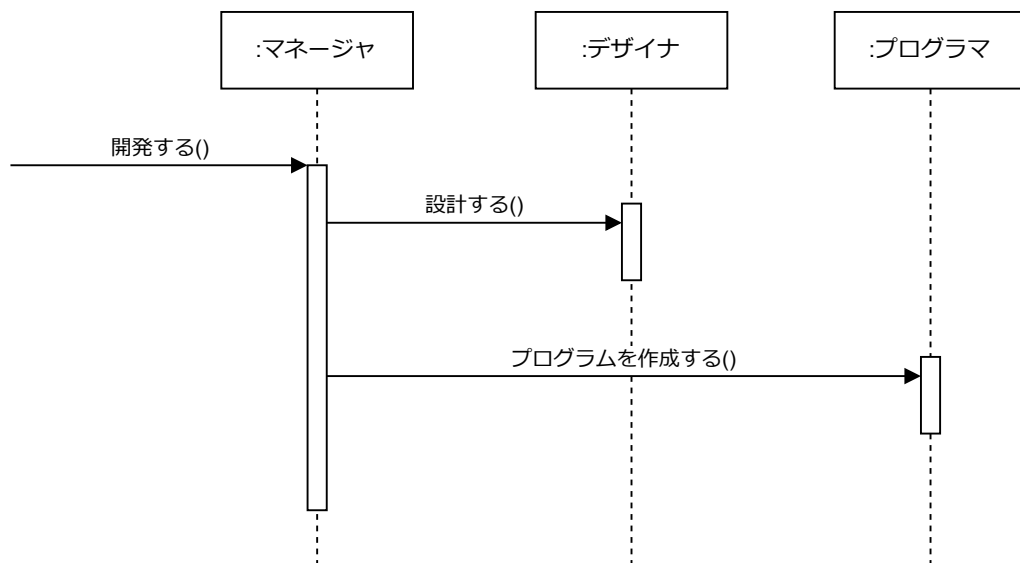 :マネージャ
:デザイナ
:プログラマ
開発する()
設計する()
プログラムを作成する()